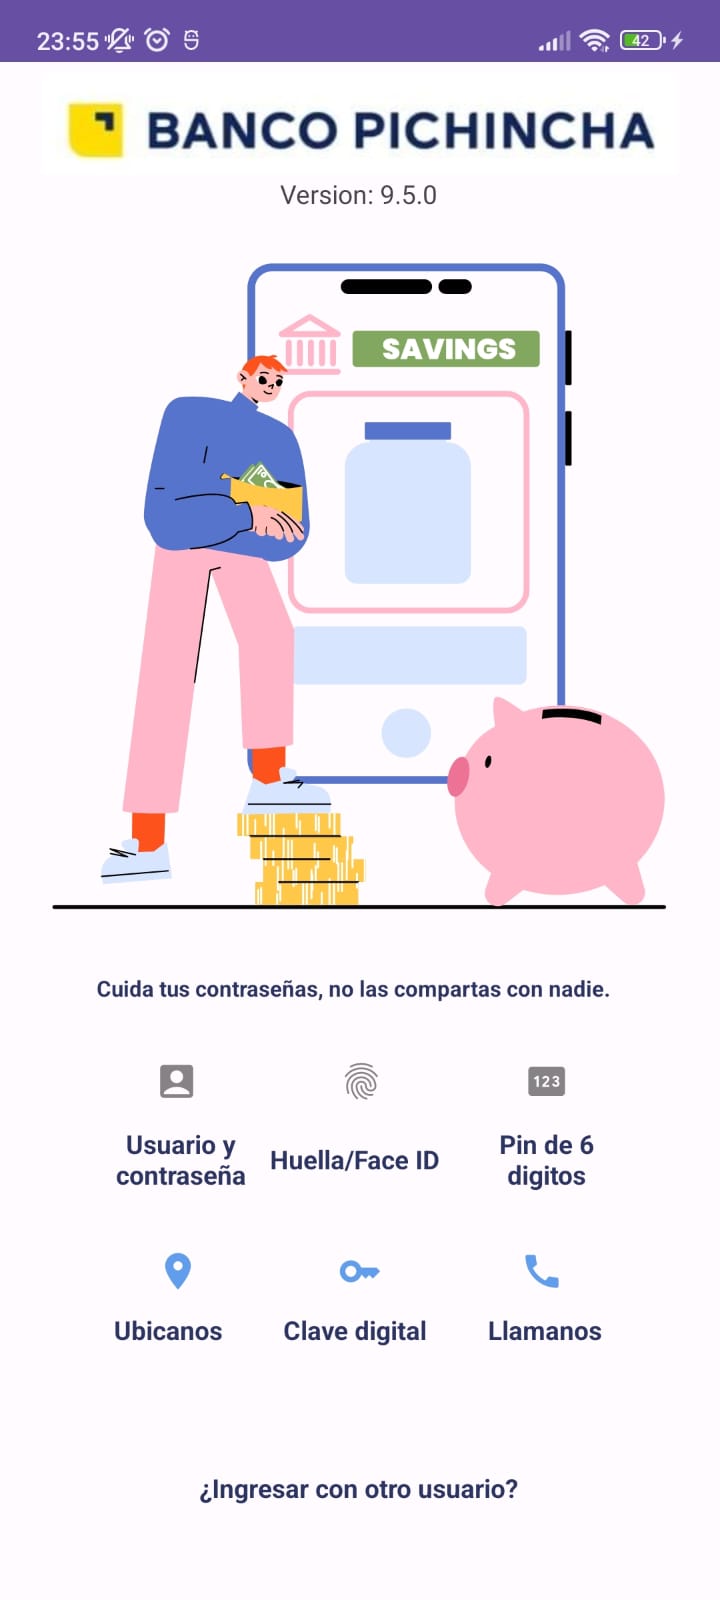 23:55
42
BANCO PICHINCHA
Version: 9.5.0
SAVINGS
Cuida tus contraseñas, no las compartas con nadie.
123
Usuario y
contraseña
Huella/Face ID
Pin de 6
digitos
Ubicanos
Clave digital
Llamanos
¿Ingresar con otro usuario?